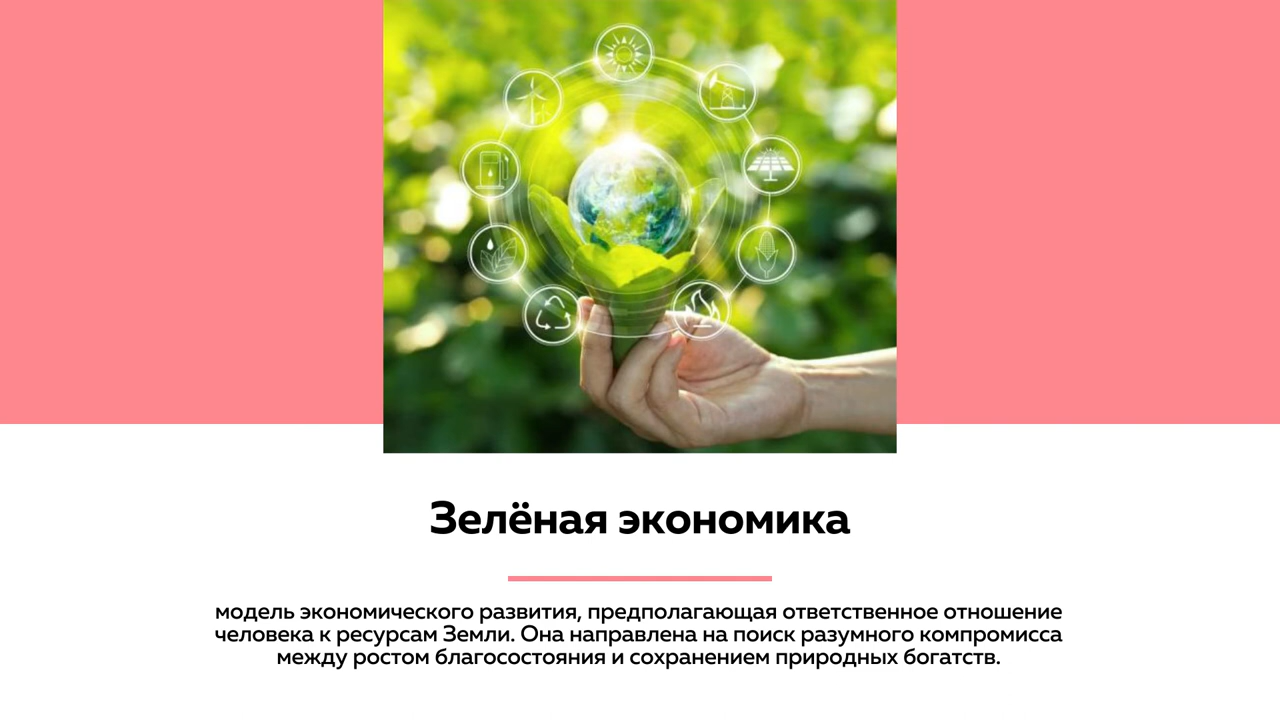 Зелёная экономика
модель экономического развития, предполагающая ответственное отношение
человека к ресурсам Земли. Она направлена на поиск разумного компромисса
между ростом благосостояния и сохранением природных богатств.